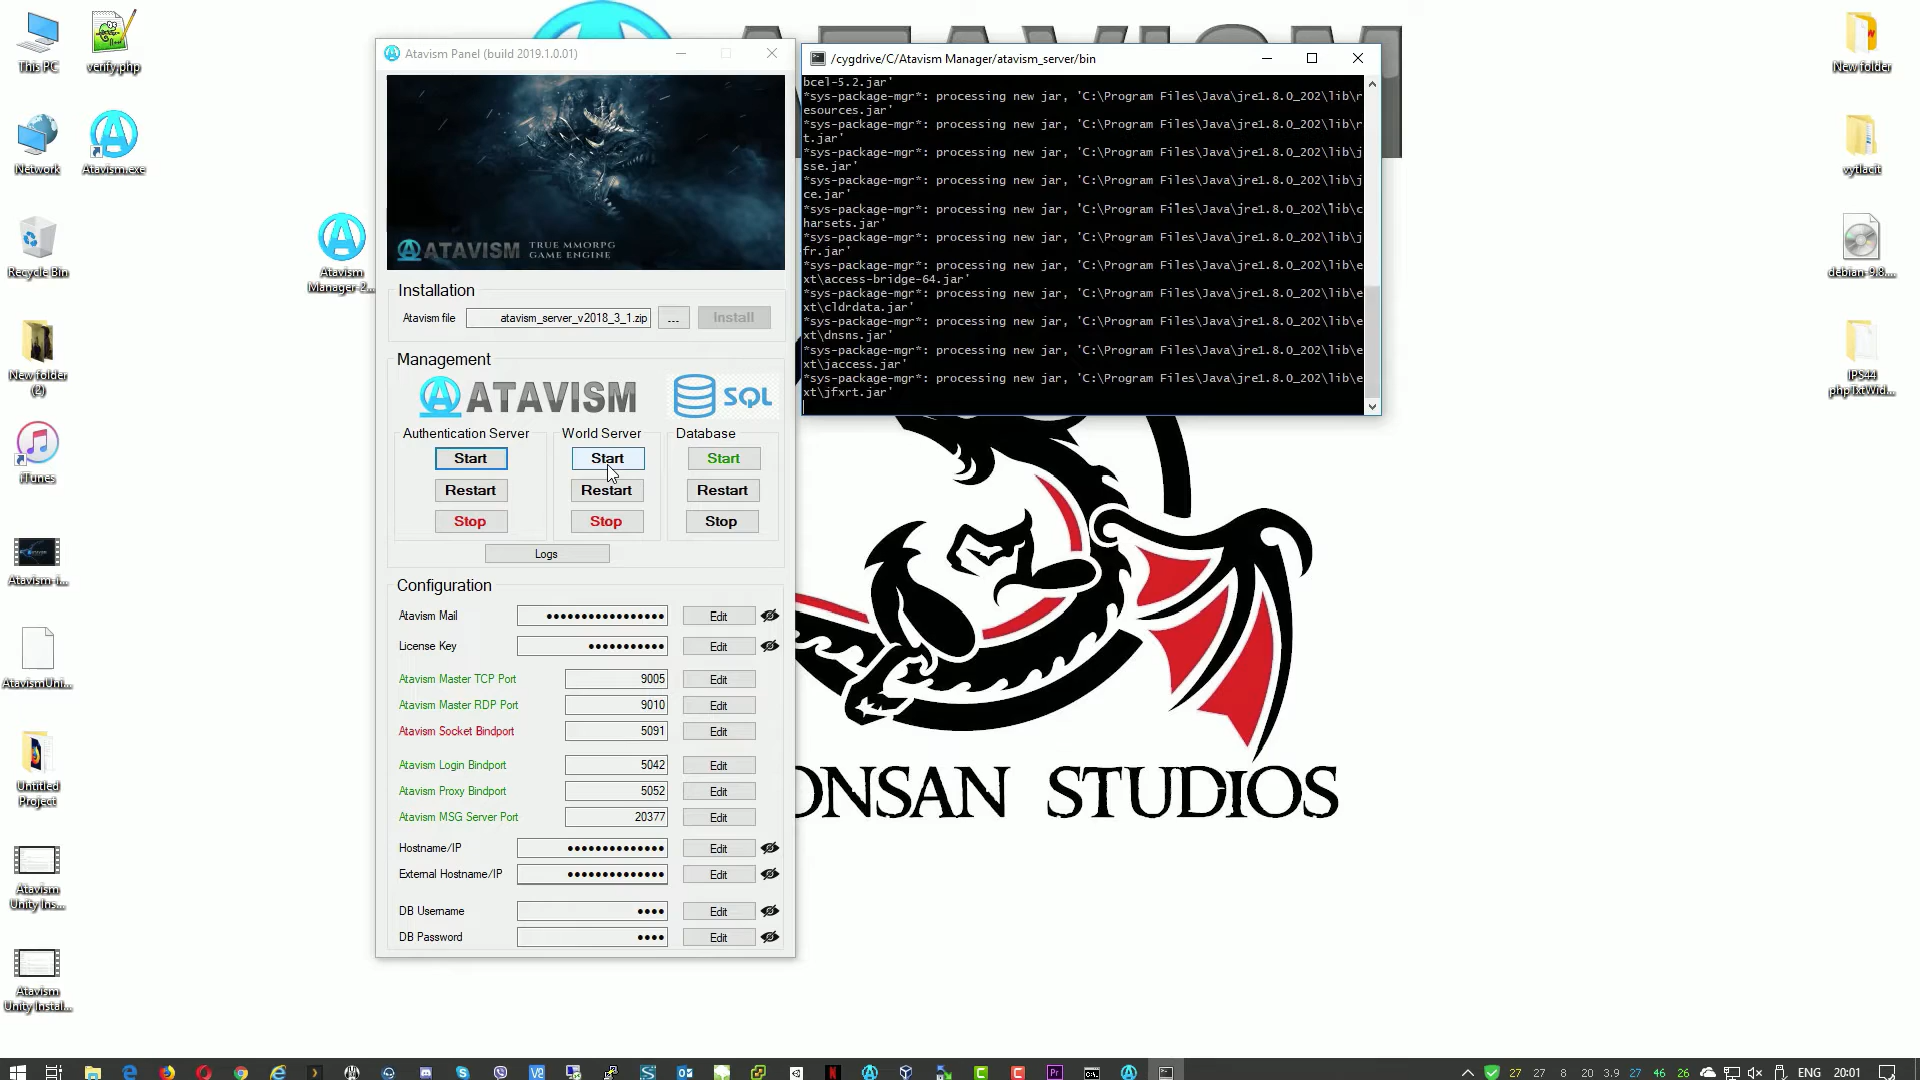 This PC
verify.php
Network
Atavism.exe
Recycle Bin
Atavism
Manager-2...
New folder
(2)
iTunes
Atavism-i...
AtavismUni...
Untitled
Project
Atavism
Unity Ins...
Atavism
Unity Instal...
Atavism Panel (build 2019.1.0.01)
ATAVISM TRUE MMORPG
GAME ENGINE
Installation
Atavism file atavism_server_v2018_3_1.zip ... Install
Management
ATAVISM SQL
Authentication Server World Server Database
Start Start Start
Restart Restart Restart
Stop Stop Stop
Logs
Configuration
Atavism Mail Edit
License Key Edit
Atavism Master TCP Port 9005 Edit
Atavism Master RDP Port 9010 Edit
Atavism Socket Bindport 5091 Edit
Atavism Login Bindport 5042 Edit
Atavism Proxy Bindport 5052 Edit
Atavism MSG Server Port 20377 Edit
Hostname/IP Edit
External Hostname/IP Edit
DB Username Edit
DB Password Edit
/cygdrive/C/Atavism Manager/atavism_server/bin
bcel-5.2.jar'
*sys-package-mgr*: processing new jar, 'C:\Program Files\Java\jre1.8.0_202\lib\r
esources.jar'
*sys-package-mgr*: processing new jar, 'C:\Program Files\Java\jre1.8.0_202\lib\r
t.jar'
*sys-package-mgr*: processing new jar, 'C:\Program Files\Java\jre1.8.0_202\lib\j
sse.jar'
*sys-package-mgr*: processing new jar, 'C:\Program Files\Java\jre1.8.0_202\lib\j
ce.jar'
*sys-package-mgr*: processing new jar, 'C:\Program Files\Java\jre1.8.0_202\lib\c
harsets.jar'
*sys-package-mgr*: processing new jar, 'C:\Program Files\Java\jre1.8.0_202\lib\j
fr.jar'
*sys-package-mgr*: processing new jar, 'C:\Program Files\Java\jre1.8.0_202\lib\e
xt\access-bridge-64.jar'
*sys-package-mgr*: processing new jar, 'C:\Program Files\Java\jre1.8.0_202\lib\e
xt\cldrdata.jar'
*sys-package-mgr*: processing new jar, 'C:\Program Files\Java\jre1.8.0_202\lib\e
xt\dnsns.jar'
*sys-package-mgr*: processing new jar, 'C:\Program Files\Java\jre1.8.0_202\lib\e
xt\jaccess.jar'
*sys-package-mgr*: processing new jar, 'C:\Program Files\Java\jre1.8.0_202\lib\e
xt\jfxrt.jar'
ONSAN STUDIOS
New folder
vytlacit
debian-9.8....
IPS44
phpTxtWid...
27 27 8 20 3.9 27 46 26 ENG 20:01